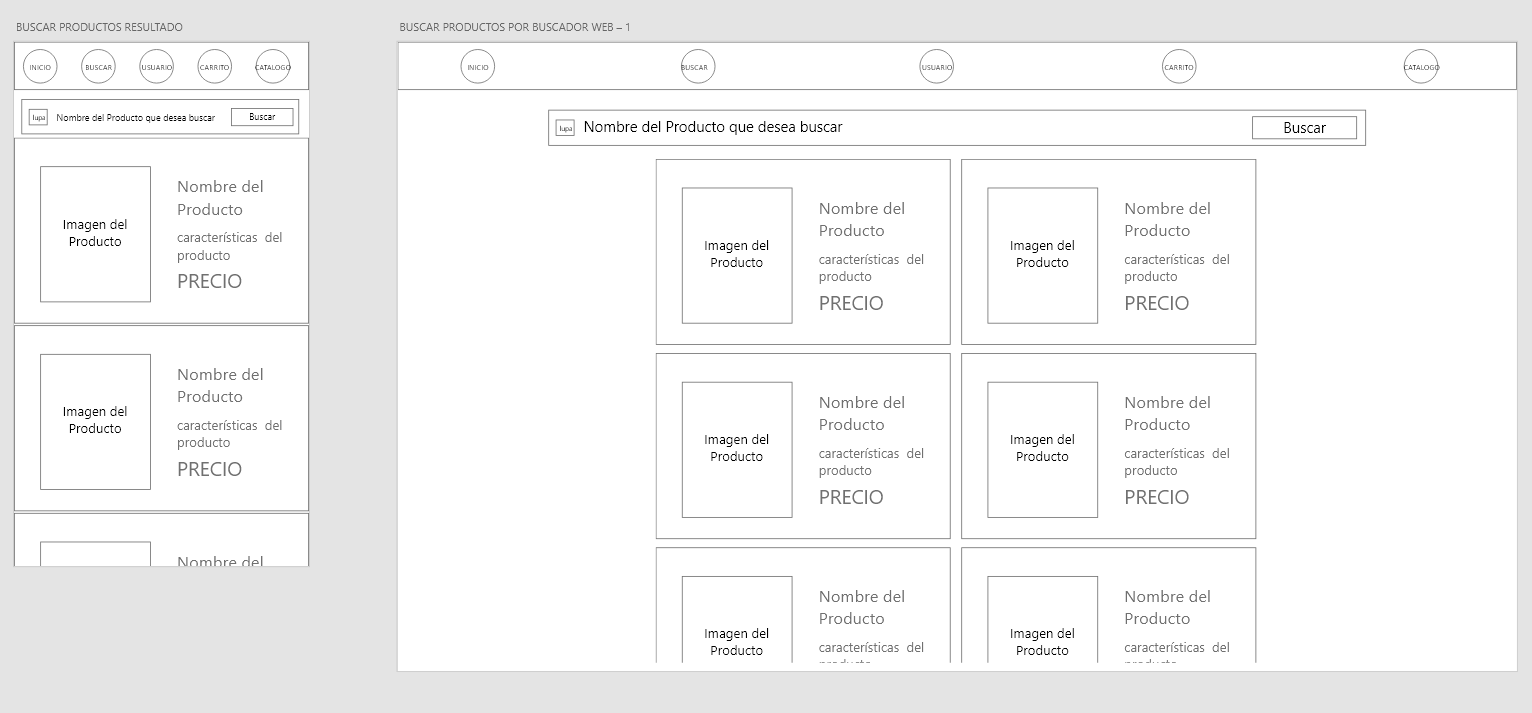 BUSCAR PRODUCTOS RESULTADO
INICIO
BUSCAR
USUARIO
CARRITO
CATALOGO
lupa
Nombre del Producto que desea buscar
Buscar
Imagen del
Producto
Nombre del
Producto
características del
producto
PRECIO
Imagen del
Producto
Nombre del
Producto
características del
producto
PRECIO
Nombre del
BUSCAR PRODUCTOS POR BUSCADOR WEB – 1
INICIO
BUSCAR
USUARIO
CARRITO
CATALOGO
lupa
Nombre del Producto que desea buscar
Buscar
Imagen del
Producto
Nombre del
Producto
características del
producto
PRECIO
Imagen del
Producto
Nombre del
Producto
características del
producto
PRECIO
Imagen del
Producto
Nombre del
Producto
características del
producto
PRECIO
Imagen del
Producto
Nombre del
Producto
características del
producto
PRECIO
Imagen del
Producto
Nombre del
Producto
características del
producto
Imagen del
Producto
Nombre del
Producto
características del
producto